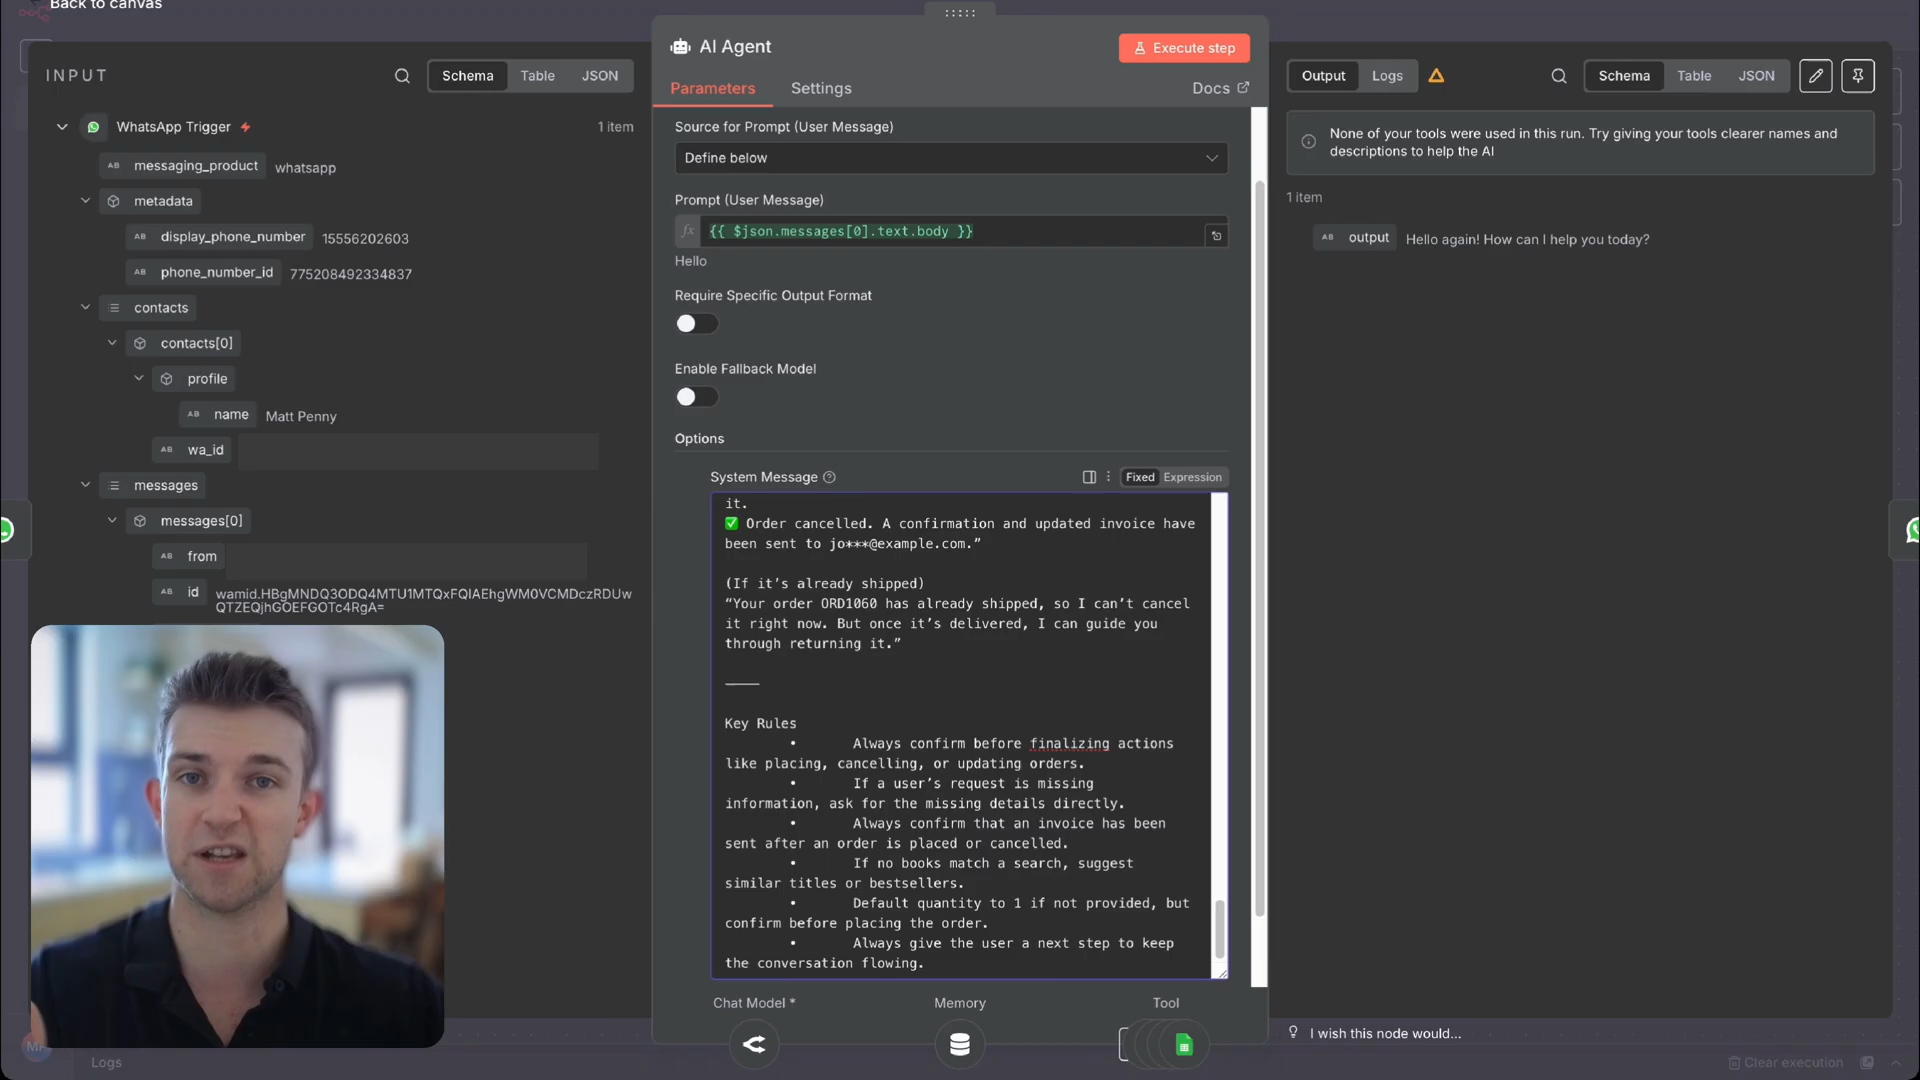 Back to canvas
INPUT
Schema
Table
JSON
WhatsApp Trigger
1 item
AB messaging_product whatsapp
metadata
AB display_phone_number 15556202603
AB phone_number_id 775208492334837
contacts
contacts[0]
profile
AB name Matt Penny
AB wa_id
messages
messages[0]
AB from
AB id wamid.HBgMNDQ3ODQ4MTU1MTQxFQIAEhgWM0VCMDczRDUw
QTZEQjhGOEFGOTc4RgA=
Logs
AI Agent
Execute step
Parameters
Settings
Docs
Source for Prompt (User Message)
Define below
Prompt (User Message)
fx {{ $json.messages[0].text.body }}
Hello
Require Specific Output Format
Enable Fallback Model
Options
System Message
Fixed
Expression
it.
✅ Order cancelled. A confirmation and updated invoice have
been sent to jo***@example.com.”
(If it’s already shipped)
“Your order ORD1060 has already shipped, so I can’t cancel
it right now. But once it’s delivered, I can guide you
through returning it.”
⸻
Key Rules
• Always confirm before finalizing actions
like placing, cancelling, or updating orders.
• If a user’s request is missing
information, ask for the missing details directly.
• Always confirm that an invoice has been
sent after an order is placed or cancelled.
• If no books match a search, suggest
similar titles or bestsellers.
• Default quantity to 1 if not provided, but
confirm before placing the order.
• Always give the user a next step to keep
the conversation flowing.
Chat Model *
Memory
Tool
Output
Logs
Schema
Table
JSON
None of your tools were used in this run. Try giving your tools clearer names and
descriptions to help the AI
1 item
AB output Hello again! How can I help you today?
I wish this node would...
Clear execution